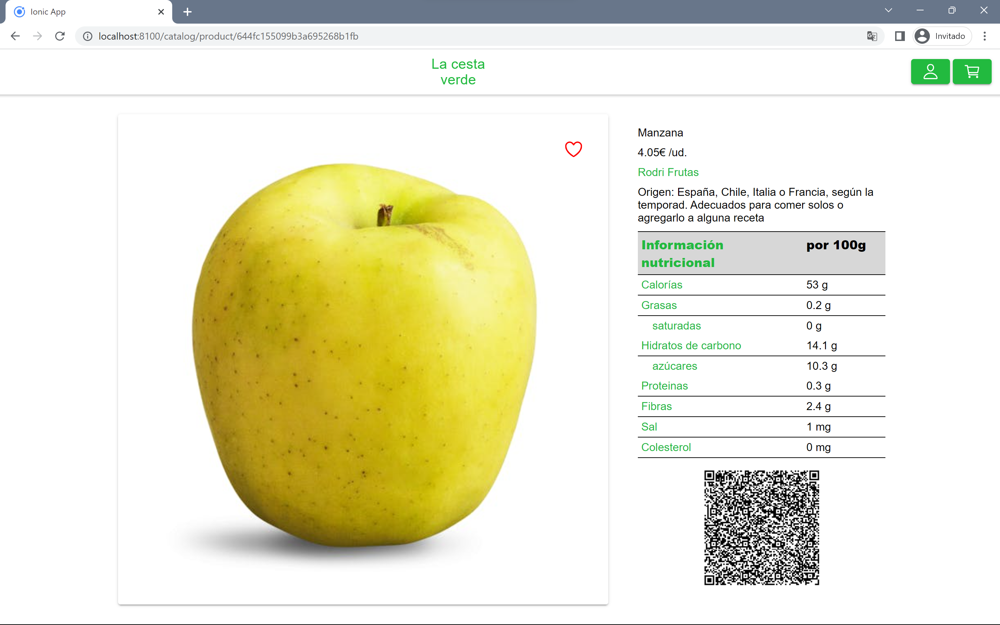 Ionic App
localhost:8100/catalog/product/644fc155099b3a695268b1fb
Invitado
La cesta
verde
Manzana
4.05€ /ud.
Rodri Frutas
Origen: España, Chile, Italia o Francia, según la
temporad. Adecuados para comer solos o
agregarlo a alguna receta
Información por 100g
nutricional
Calorías 53 g
Grasas 0.2 g
saturadas 0 g
Hidratos de carbono 14.1 g
azúcares 10.3 g
Proteinas 0.3 g
Fibras 2.4 g
Sal 1 mg
Colesterol 0 mg